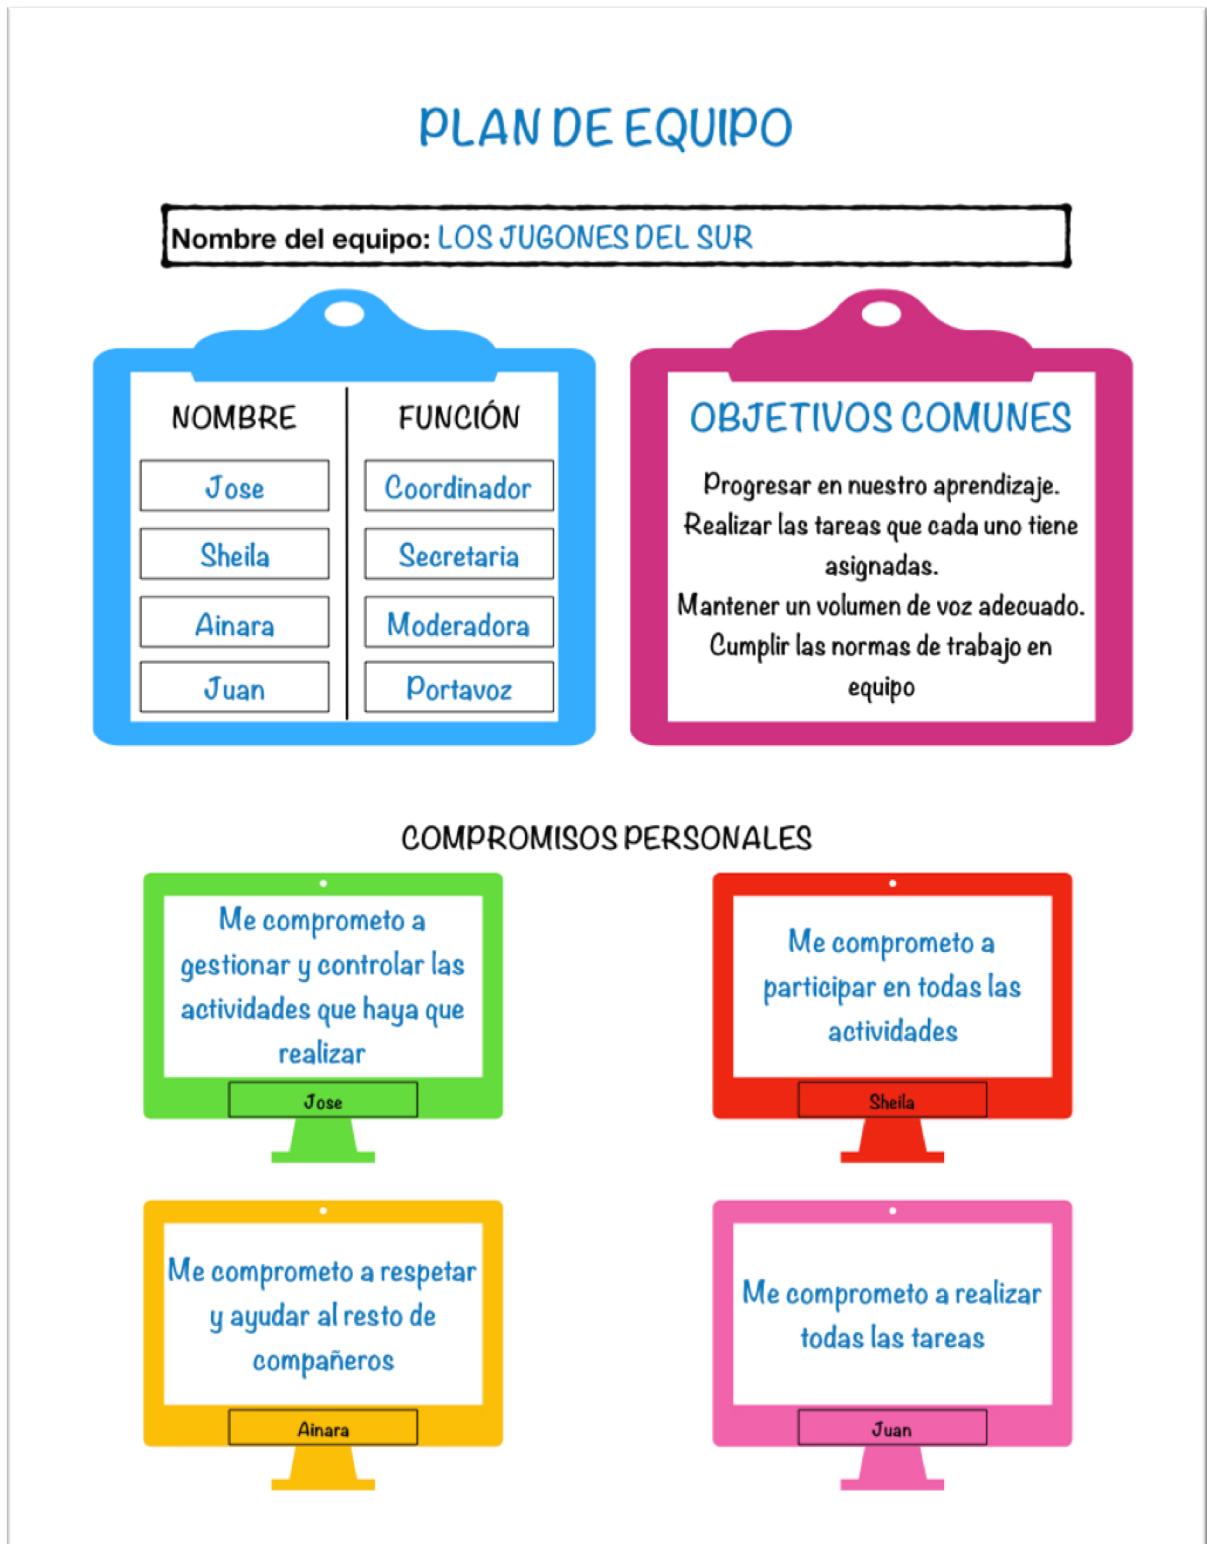 PLAN DE EQUIPO
Nombre del equipo: LOS JUGONES DEL SUR
NOMBRE FUNCIÓN
Jose Coordinador
Sheila Secretaria
Ainara Moderadora
Juan Portavoz
OBJETIVOS COMUNES
Progresar en nuestro aprendizaje.
Realizar las tareas que cada uno tiene
asignadas.
Mantener un volumen de voz adecuado.
Cumplir las normas de trabajo en
equipo
COMPROMISOS PERSONALES
Me comprometo a
gestionar y controlar las
actividades que haya que
realizar
Jose
Me comprometo a
participar en todas las
actividades
Sheila
Me comprometo a respetar
y ayudar al resto de
compañeros
Ainara
Me comprometo a realizar
todas las tareas
Juan